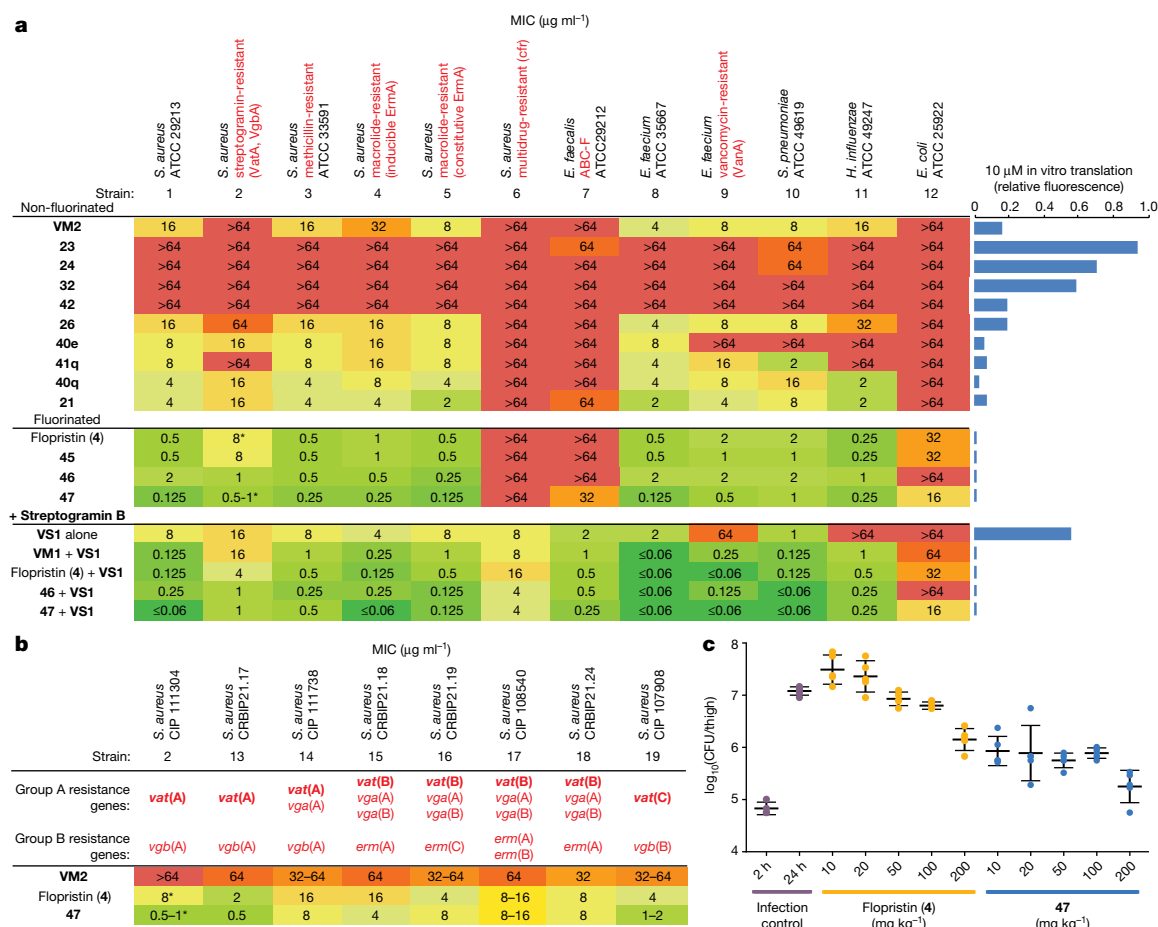 a
MIC (μg ml⁻¹)
S. aureus ATCC 29213
S. aureus streptogramin-resistant (VatA, VgbA)
S. aureus methicillin-resistant ATCC 33591
S. aureus macrolide-resistant (inducible ErmA)
S. aureus macrolide-resistant (constitutive ErmA)
S. aureus multidrug-resistant (cfr)
E. faecalis ABC-F ATCC29212
E. faecium ATCC 35667
E. faecium vancomycin-resistant (VanA)
S. pneumoniae ATCC 49619
H. influenzae ATCC 49247
E. coli ATCC 25922
10 μM in vitro translation
(relative fluorescence)
Strain: 1 2 3 4 5 6 7 8 9 10 11 12
0 0.2 0.6 0.8 1.0
Non-fluorinated
VM2 16 >64 16 32 8 >64 >64 4 8 8 16 >64
23 >64 >64 >64 >64 >64 >64 64 >64 >64 64 >64 >64
24 >64 >64 >64 >64 >64 >64 >64 >64 >64 64 >64 >64
32 >64 >64 >64 >64 >64 >64 >64 >64 >64 >64 >64 >64
42 >64 >64 >64 >64 >64 >64 >64 >64 >64 >64 >64 >64
26 16 64 16 16 8 >64 >64 4 8 8 32 >64
40e 8 16 8 16 8 >64 >64 8 >64 >64 >64 >64
41q 8 >64 8 16 8 >64 >64 4 16 2 >64 >64
40q 4 16 4 8 4 >64 >64 4 8 16 2 >64
21 4 16 4 4 2 >64 64 2 4 8 2 >64
Fluorinated
Flopristin (4) 0.5 8* 0.5 1 0.5 >64 >64 0.5 2 2 0.25 32
45 0.5 8 0.5 1 0.5 >64 >64 0.5 1 1 0.25 32
46 2 1 2 0.5 0.25 >64 >64 2 2 2 1 >64
47 0.125 0.5-1* 0.25 0.25 0.125 >64 32 0.125 0.5 1 0.25 16
+ Streptogramin B
VS1 alone 8 16 8 4 8 8 2 2 64 1 >64 >64
VM1 + VS1 0.125 16 1 0.25 1 8 1 ≤0.06 0.25 0.125 1 64
Flopristin (4) + VS1 0.125 4 0.5 0.125 0.5 16 0.5 ≤0.06 ≤0.06 0.125 0.5 32
46 + VS1 0.25 1 0.25 0.25 0.125 4 0.5 ≤0.06 0.125 ≤0.06 0.25 >64
47 + VS1 ≤0.06 1 0.5 ≤0.06 0.125 4 0.25 ≤0.06 ≤0.06 ≤0.06 0.25 16
b
MIC (μg ml⁻¹)
S. aureus CIP 111304
S. aureus CRBIP21.17
S. aureus CIP 111738
S. aureus CRBIP21.18
S. aureus CRBIP21.19
S. aureus CIP 108540
S. aureus CRBIP21.24
S. aureus CIP 107908
Strain: 2 13 14 15 16 17 18 19
Group A resistance genes:
vat(A) vat(A) vat(A) vat(B) vat(B) vat(B) vat(B) vat(C)
vga(A) vga(A) vga(A) vga(A) vga(A)
vga(B) vga(B) vga(B) vga(B)
Group B resistance genes:
vgb(A) vgb(A) vgb(A) erm(A) erm(C) erm(A) erm(A) vgb(B)
erm(B)
VM2 >64 64 32–64 64 32–64 64 32 32–64
Flopristin (4) 8* 2 16 16 4 8–16 8 4
47 0.5–1* 0.5 8 4 8 8–16 8 1–2
c
log₁₀(CFU/thigh)
8
7
6
5
4
2 h 24 h 10 20 50 100 200 10 20 50 100 200
Infection control
Flopristin (4) (mg kg⁻¹)
47 (mg kg⁻¹)